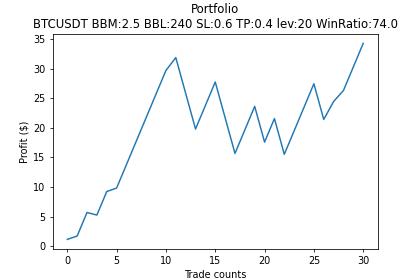 Portfolio
BTCUSDT BBM:2.5 BBL:240 SL:0.6 TP:0.4 lev:20 WinRatio:74.0
35
30
25
20
15
10
5
0
Profit ($)
0 5 10 15 20 25 30
Trade counts